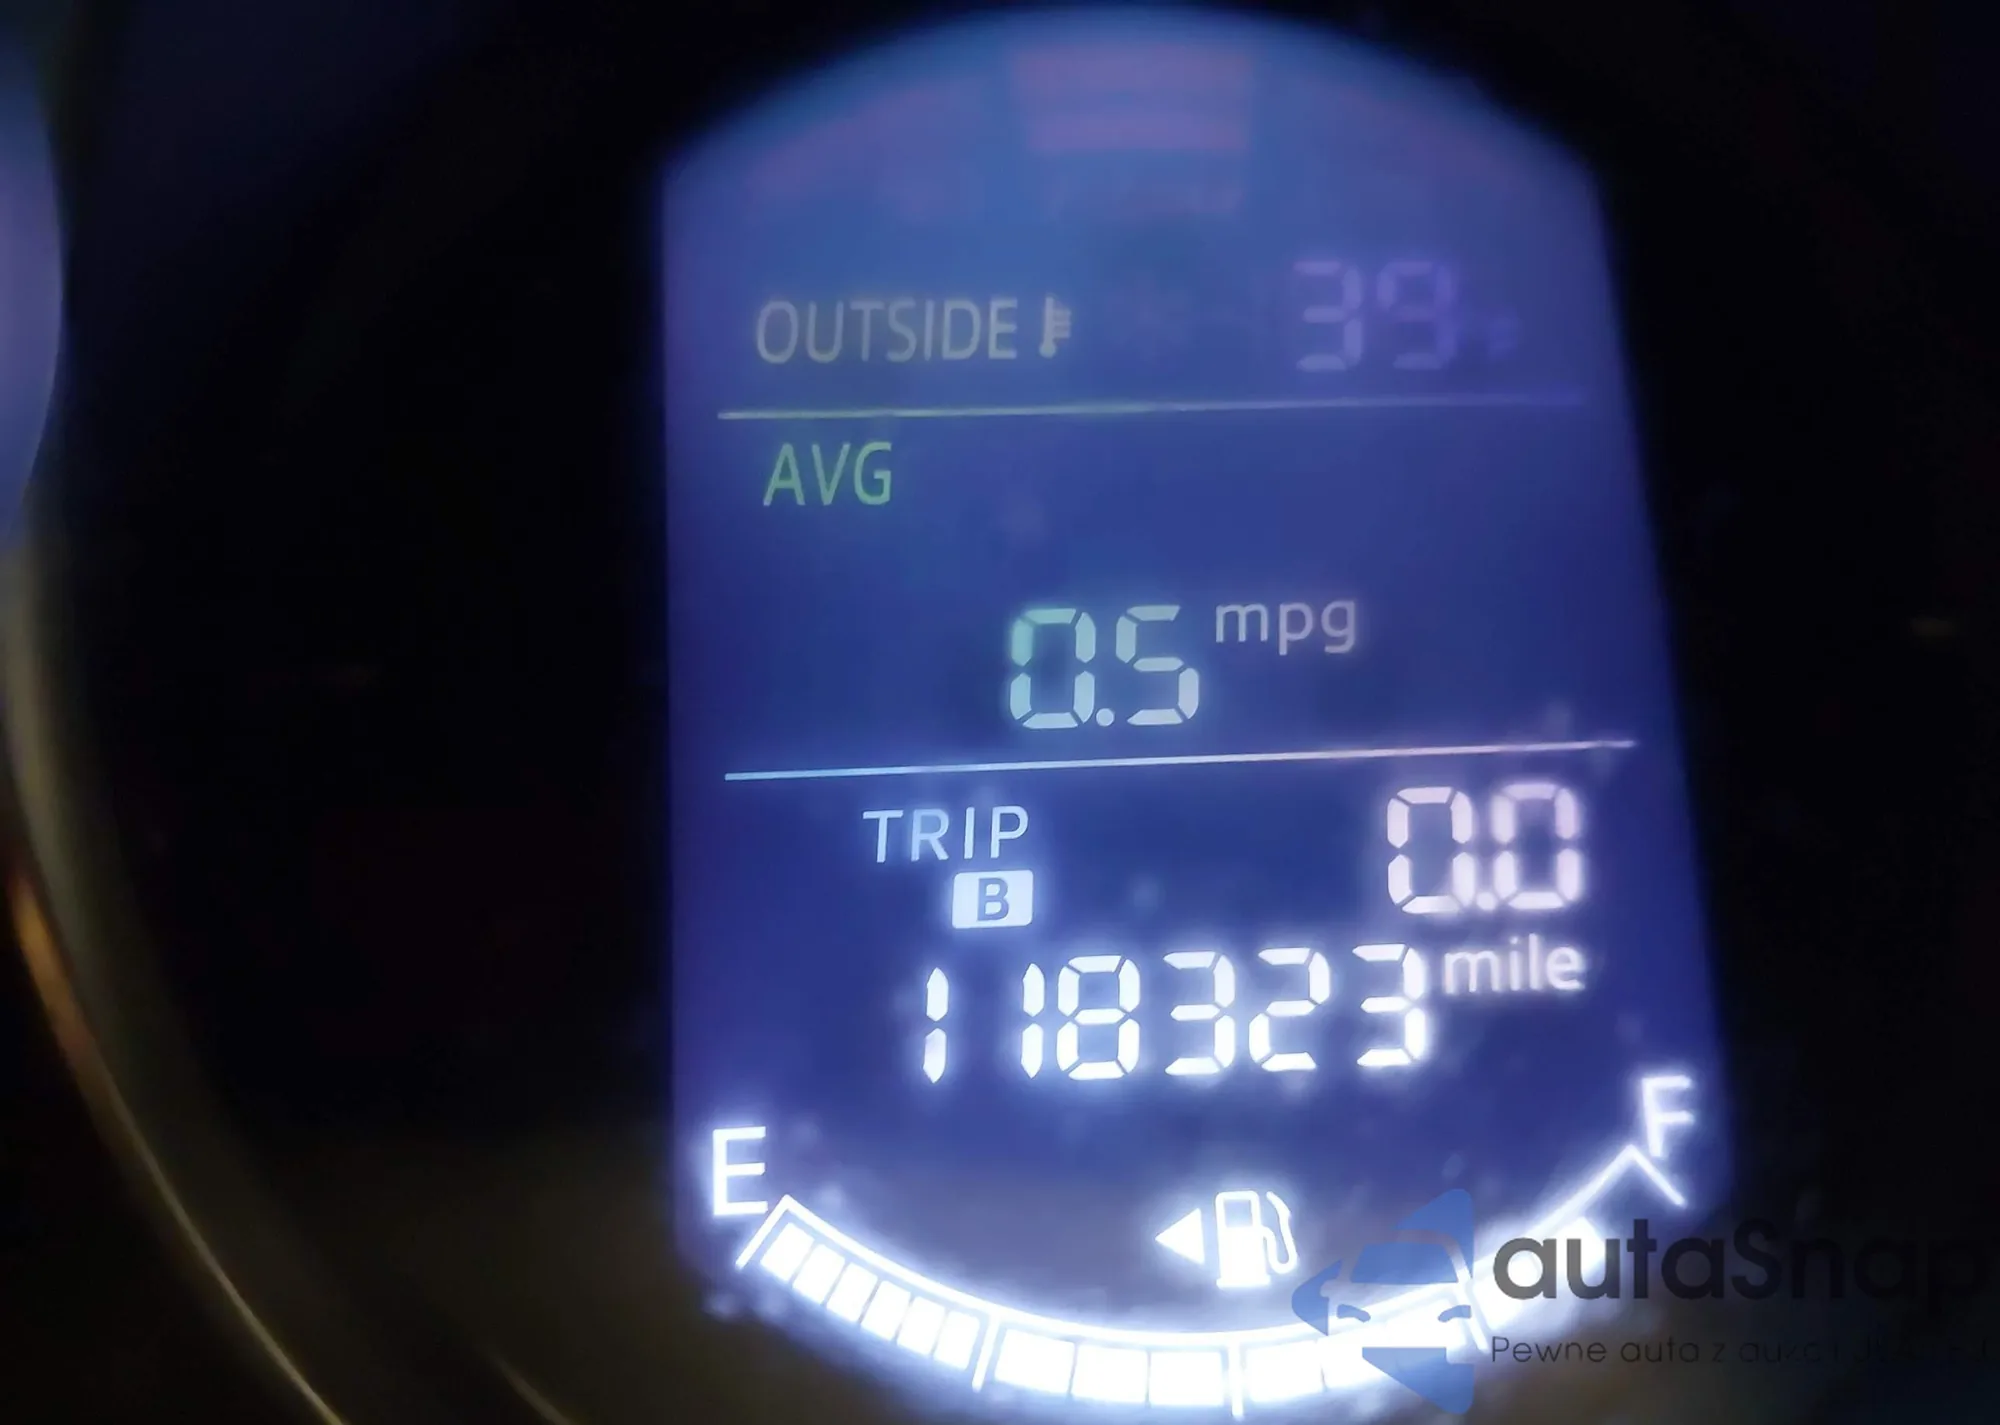 OUTSIDE 39
AVG
0.5 mpg
TRIP 0.0
B
118323 mile
E F
autaSnap
Pewne auta z